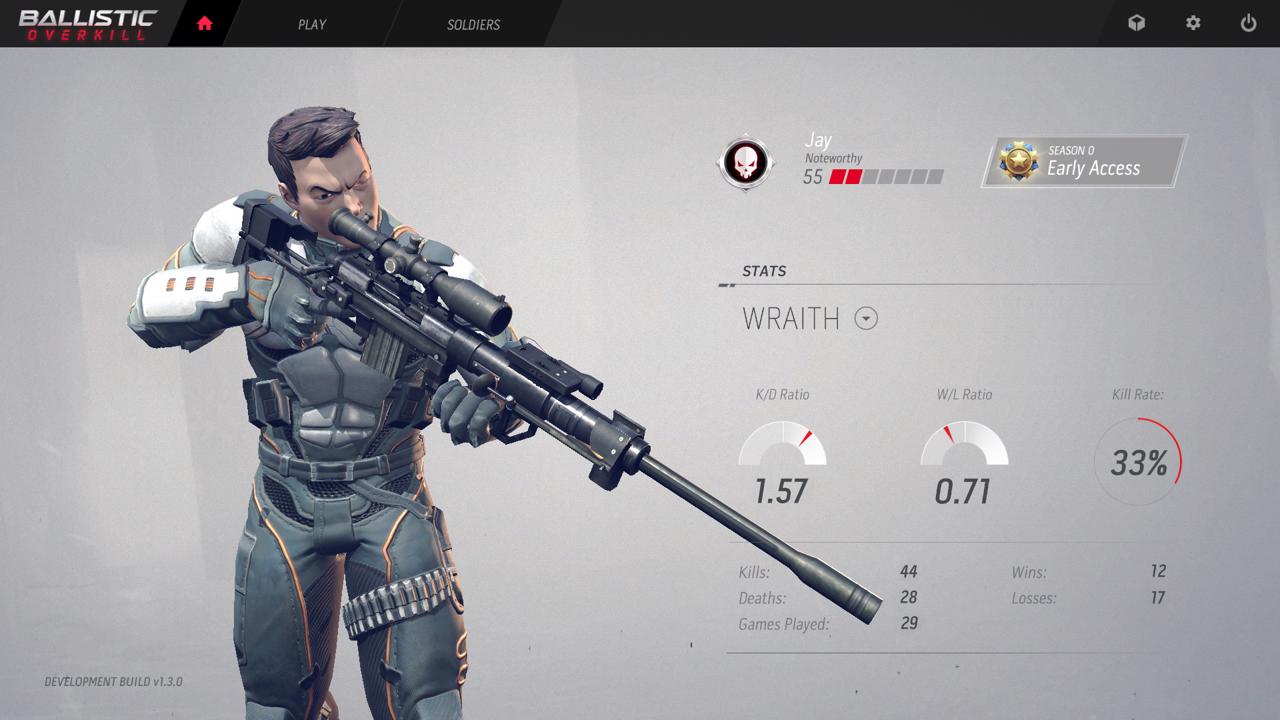 BALLISTIC
OVERKILL
PLAY
SOLDIERS
Jay
Noteworthy
55
SEASON 0
Early Access
STATS
WRAITH
K/D Ratio
W/L Ratio
Kill Rate:
1.57
0.71
33%
Kills: 44
Wins: 12
Deaths: 28
Losses: 17
Games Played: 29
DEVELOPMENT BUILD v1.3.0